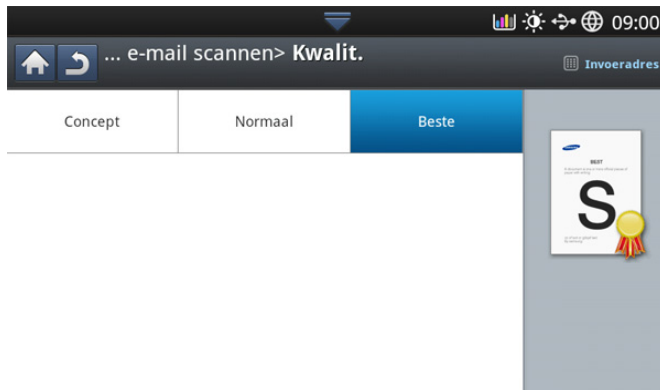 09:00
... e-mail scannen> Kwalit.
Invoeradres
Concept
Normaal
Beste
BEST
S